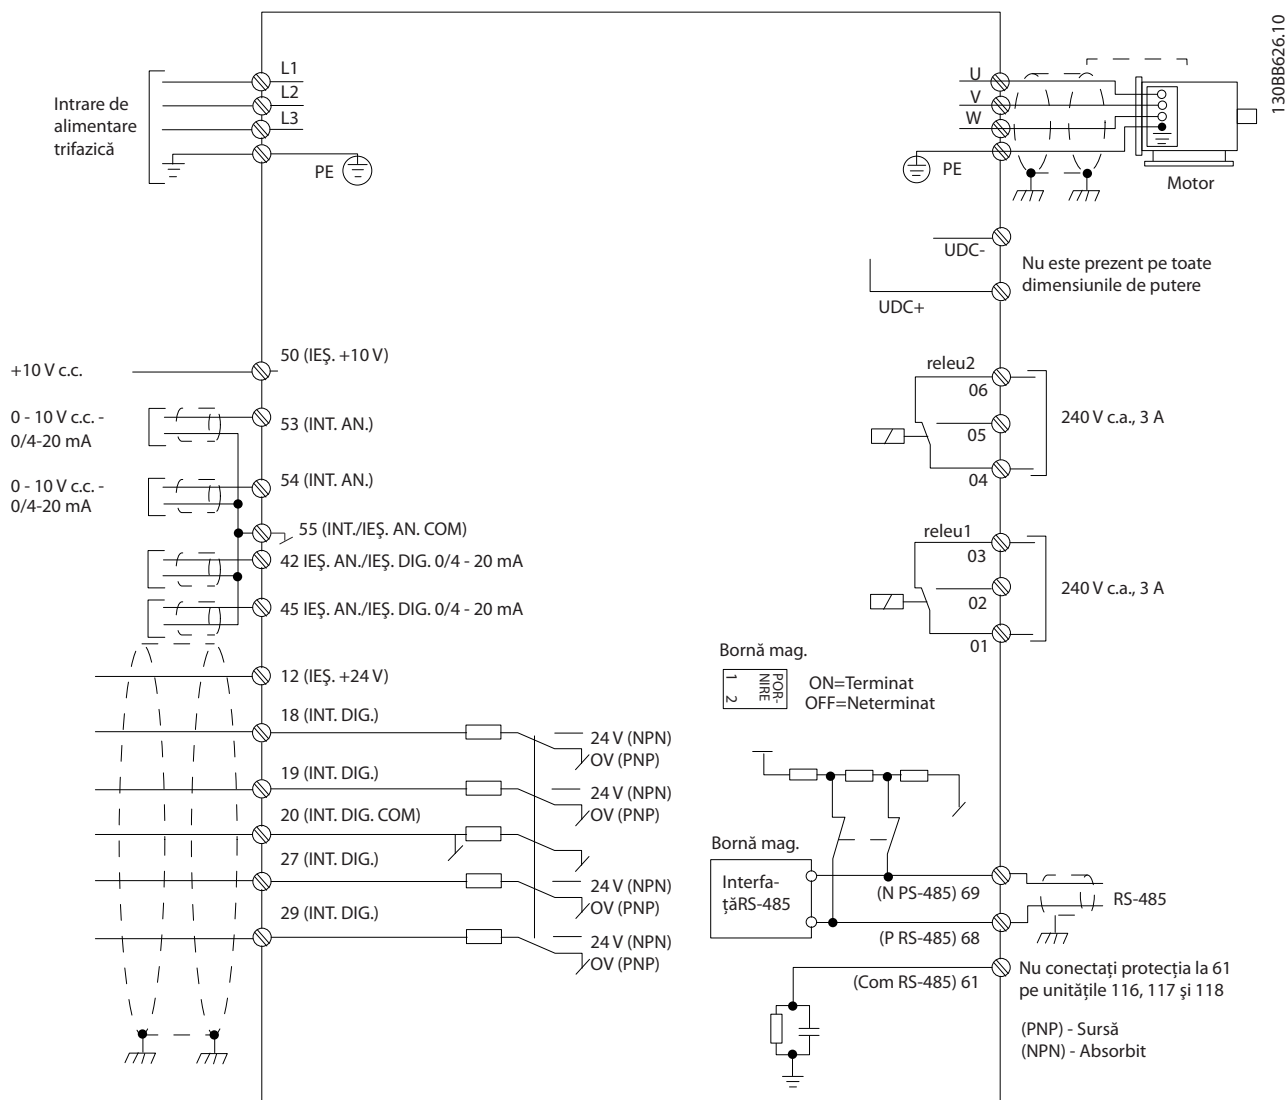 130BB626.10
L1
L2
L3
Intrare de
alimentare
trifazică
PE
U
V
W
PE
Motor
UDC-
UDC+
Nu este prezent pe toate
dimensiunile de putere
+10 V c.c.
50 (IEŞ. +10 V)
0 - 10 V c.c. -
0/4-20 mA
53 (INT. AN.)
0 - 10 V c.c. -
0/4-20 mA
54 (INT. AN.)
55 (INT./IEŞ. AN. COM)
42 IEŞ. AN./IEŞ. DIG. 0/4 - 20 mA
45 IEŞ. AN./IEŞ. DIG. 0/4 - 20 mA
12 (IEŞ. +24 V)
18 (INT. DIG.)
24 V (NPN)
OV (PNP)
19 (INT. DIG.)
24 V (NPN)
OV (PNP)
20 (INT. DIG. COM)
27 (INT. DIG.)
24 V (NPN)
OV (PNP)
29 (INT. DIG.)
24 V (NPN)
OV (PNP)
releu2
06
05
04
240 V c.a., 3 A
releu1
03
02
01
240 V c.a., 3 A
Bornă mag.
1 2
POR-
NIRE
ON=Terminat
OFF=Neterminat
Bornă mag.
Interfa-
ţăRS-485
(N PS-485) 69
(P RS-485) 68
RS-485
(Com RS-485) 61
Nu conectaţi protecţia la 61
pe unităţile 116, 117 şi 118
(PNP) - Sursă
(NPN) - Absorbit